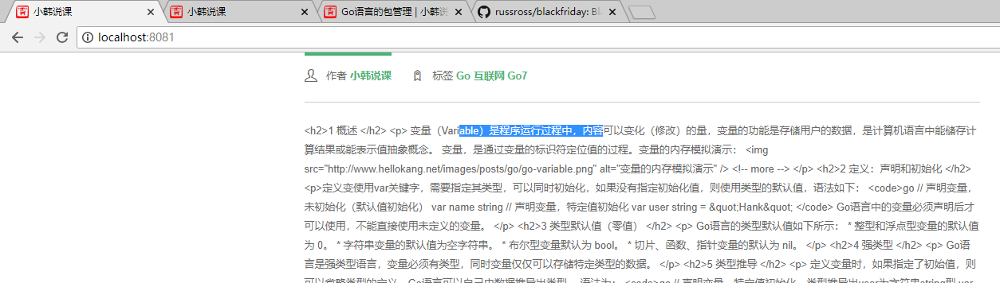 小韩说课
小韩说课
Go语言的包管理 | 小韩说
russross/blackfriday: Bla
localhost:8081
作者 小韩说课 标签 Go 互联网 Go7
<h2>1 概述 </h2> <p> 变量（Variable）是程序运行过程中，内容可以变化（修改）的量，变量的功能是存储用户的数据，是计算机语言中能储存计
算结果或能表示值抽象概念。 变量，是通过变量的标识符定位值的过程。变量的内存模拟演示： <img
src="http://www.hellokang.net/images/posts/go/go-variable.png" alt="变量的内存模拟演示" /> <!-- more --> </p> <h2>2 定义：声明和初始化 </h2>
<p>定义变使用var关键字，需要指定其类型，可以同时初始化，如果没有指定初始化值，则使用类型的默认值，语法如下： <code>go // 声明变量，
未初始化（默认值初始化） var name string // 声明变量，特定值初始化 var user string = &quot;Hank&quot; </code> Go语言中的变量必须声明后才
可以使用，不能直接使用未定义的变量。 </p> <h2>3 类型默认值（零值） </h2> <p> Go语言的类型默认值如下所示： * 整型和浮点型变量的默认值
为 0。 * 字符串变量的默认值为空字符串。 * 布尔型变量默认为 bool。 * 切片、函数、指针变量的默认为 nil。 </p> <h2>4 强类型 </h2> <p> Go语
言是强类型语言，变量必须有类型，同时变量仅仅可以存储特定类型的数据。 </p> <h2>5 类型推导 </h2> <p> 定义变量时，如果指定了初始值，则
可以省略类型的定义，Go语言可以自己由数据推导出类型。 语法为： <code>go // 声明变量，特定值初始化，类型推导出user为字符串string型 var